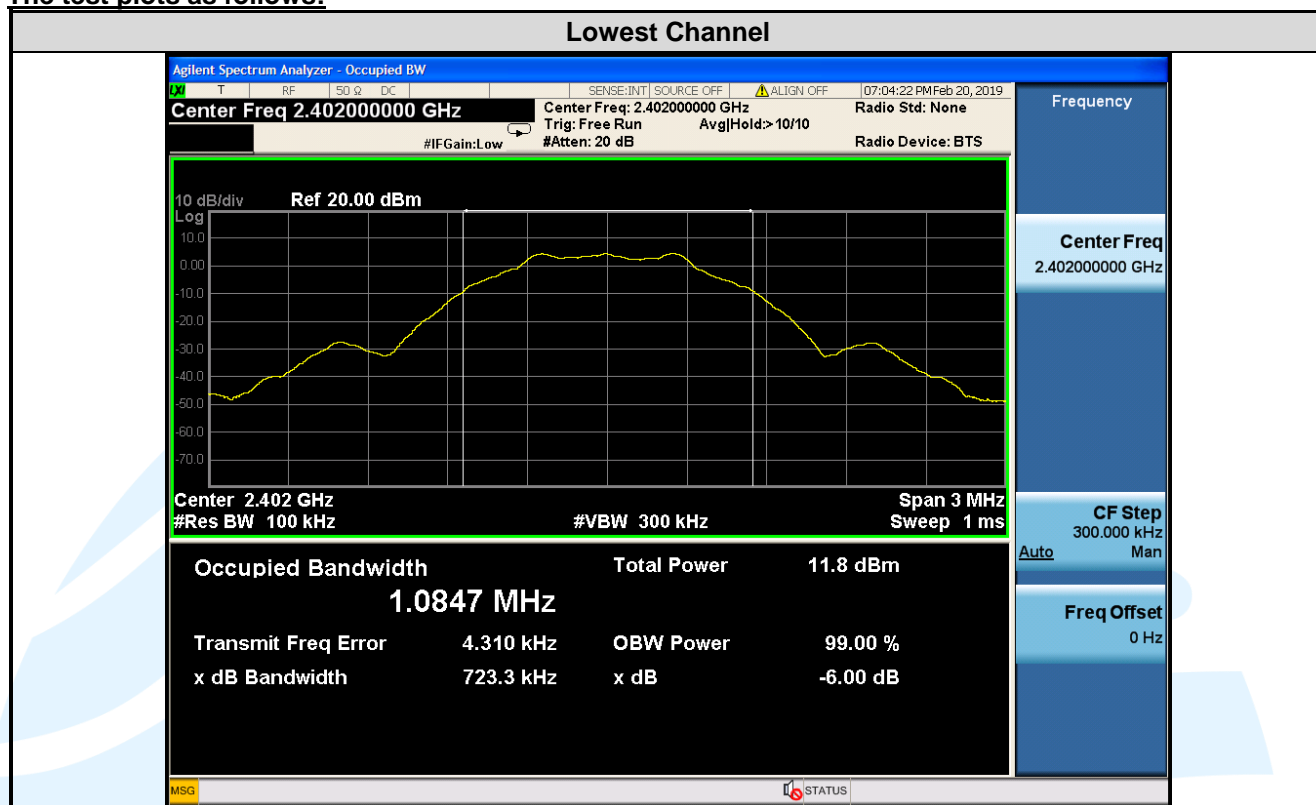 The test plots as follows:
Lowest Channel
Agilent Spectrum Analyzer - Occupied BW
LXI T RF 50 Ω DC SENSE:INT SOURCE OFF ALIGN OFF 07:04:22 PM Feb 20, 2019
Center Freq 2.402000000 GHz
Center Freq: 2.402000000 GHz
Radio Std: None
Trig: Free Run Avg|Hold:> 10/10
#IFGain:Low
#Atten: 20 dB
Radio Device: BTS
Frequency
10 dB/div Ref 20.00 dBm
Log
10.0
0.00
-10.0
-20.0
-30.0
-40.0
-50.0
-60.0
-70.0
Center 2.402 GHz Span 3 MHz
#Res BW 100 kHz #VBW 300 kHz Sweep 1 ms
Occupied Bandwidth Total Power 11.8 dBm
1.0847 MHz
Transmit Freq Error 4.310 kHz OBW Power 99.00 %
x dB Bandwidth 723.3 kHz x dB -6.00 dB
Center Freq
2.402000000 GHz
CF Step
300.000 kHz
Auto Man
Freq Offset
0 Hz
MSG STATUS